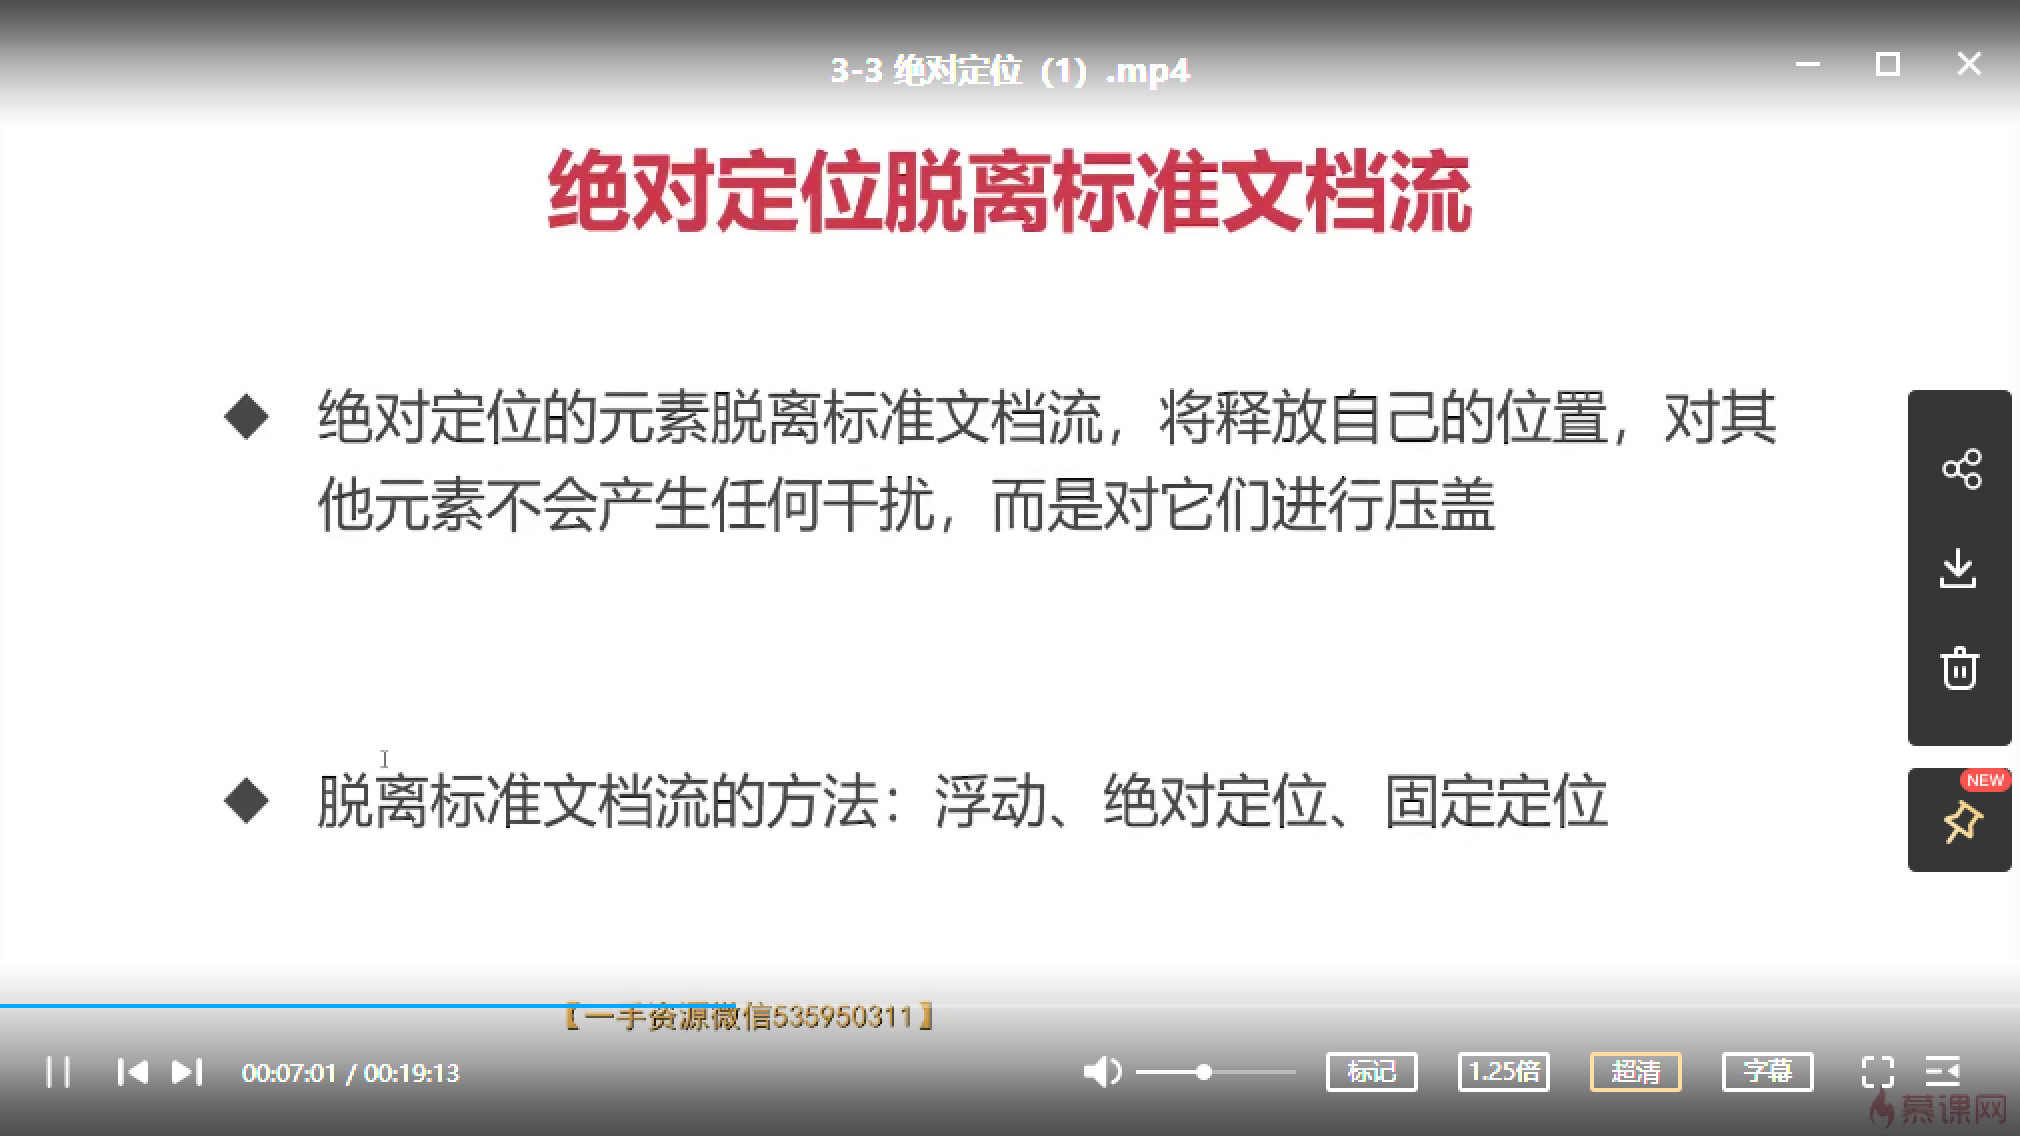 3-3 绝对定位（1）.mp4
绝对定位脱离标准文档流
◆ 绝对定位的元素脱离标准文档流，将释放自己的位置，对其
他元素不会产生任何干扰，而是对它们进行压盖
NEW
◆ 脱离标准文档流的方法：浮动、绝对定位、固定定位
【一手资源微信535950311】
00:07:01 / 00:19:13 标记 1.25倍 超清 字幕
慕课网